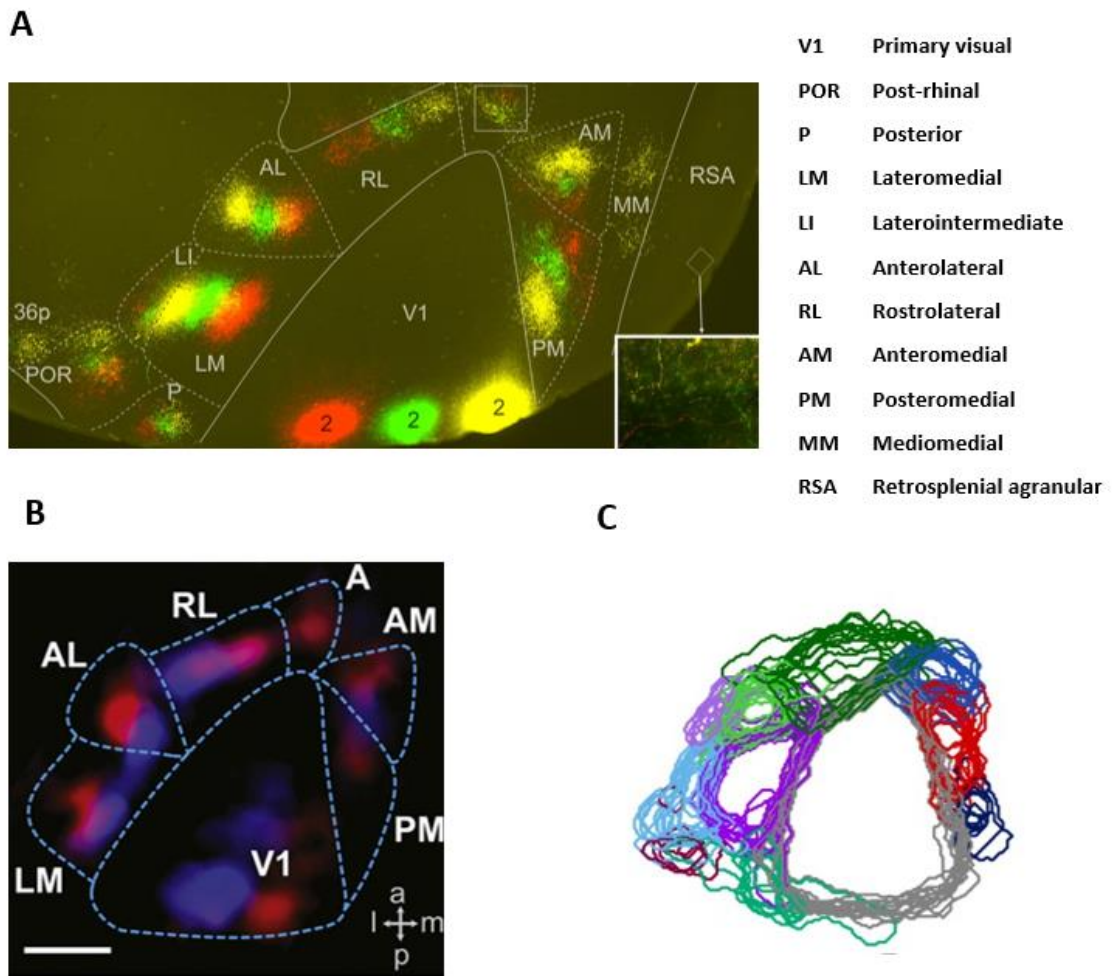 A
AM
AL
RL
RSA
MM
LI
V1
36p
PM
LM
POR
P
2 2 2
V1 Primary visual
POR Post-rhinal
P Posterior
LM Lateromedial
LI Laterointermediate
AL Anterolateral
RL Rostrolateral
AM Anteromedial
PM Posteromedial
MM Mediomedial
RSA Retrosplenial agranular
B
A
RL
AM
AL
PM
V1
LM
a
l m
p
C